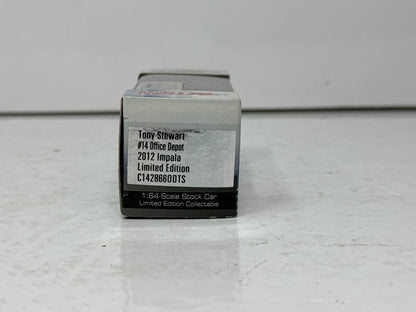 Tony Stewart
#14 Office Depot
2012 Impala
Limited Edition
C142866ODTS
1:64 Scale Stock Car
Limited Edition Collectable